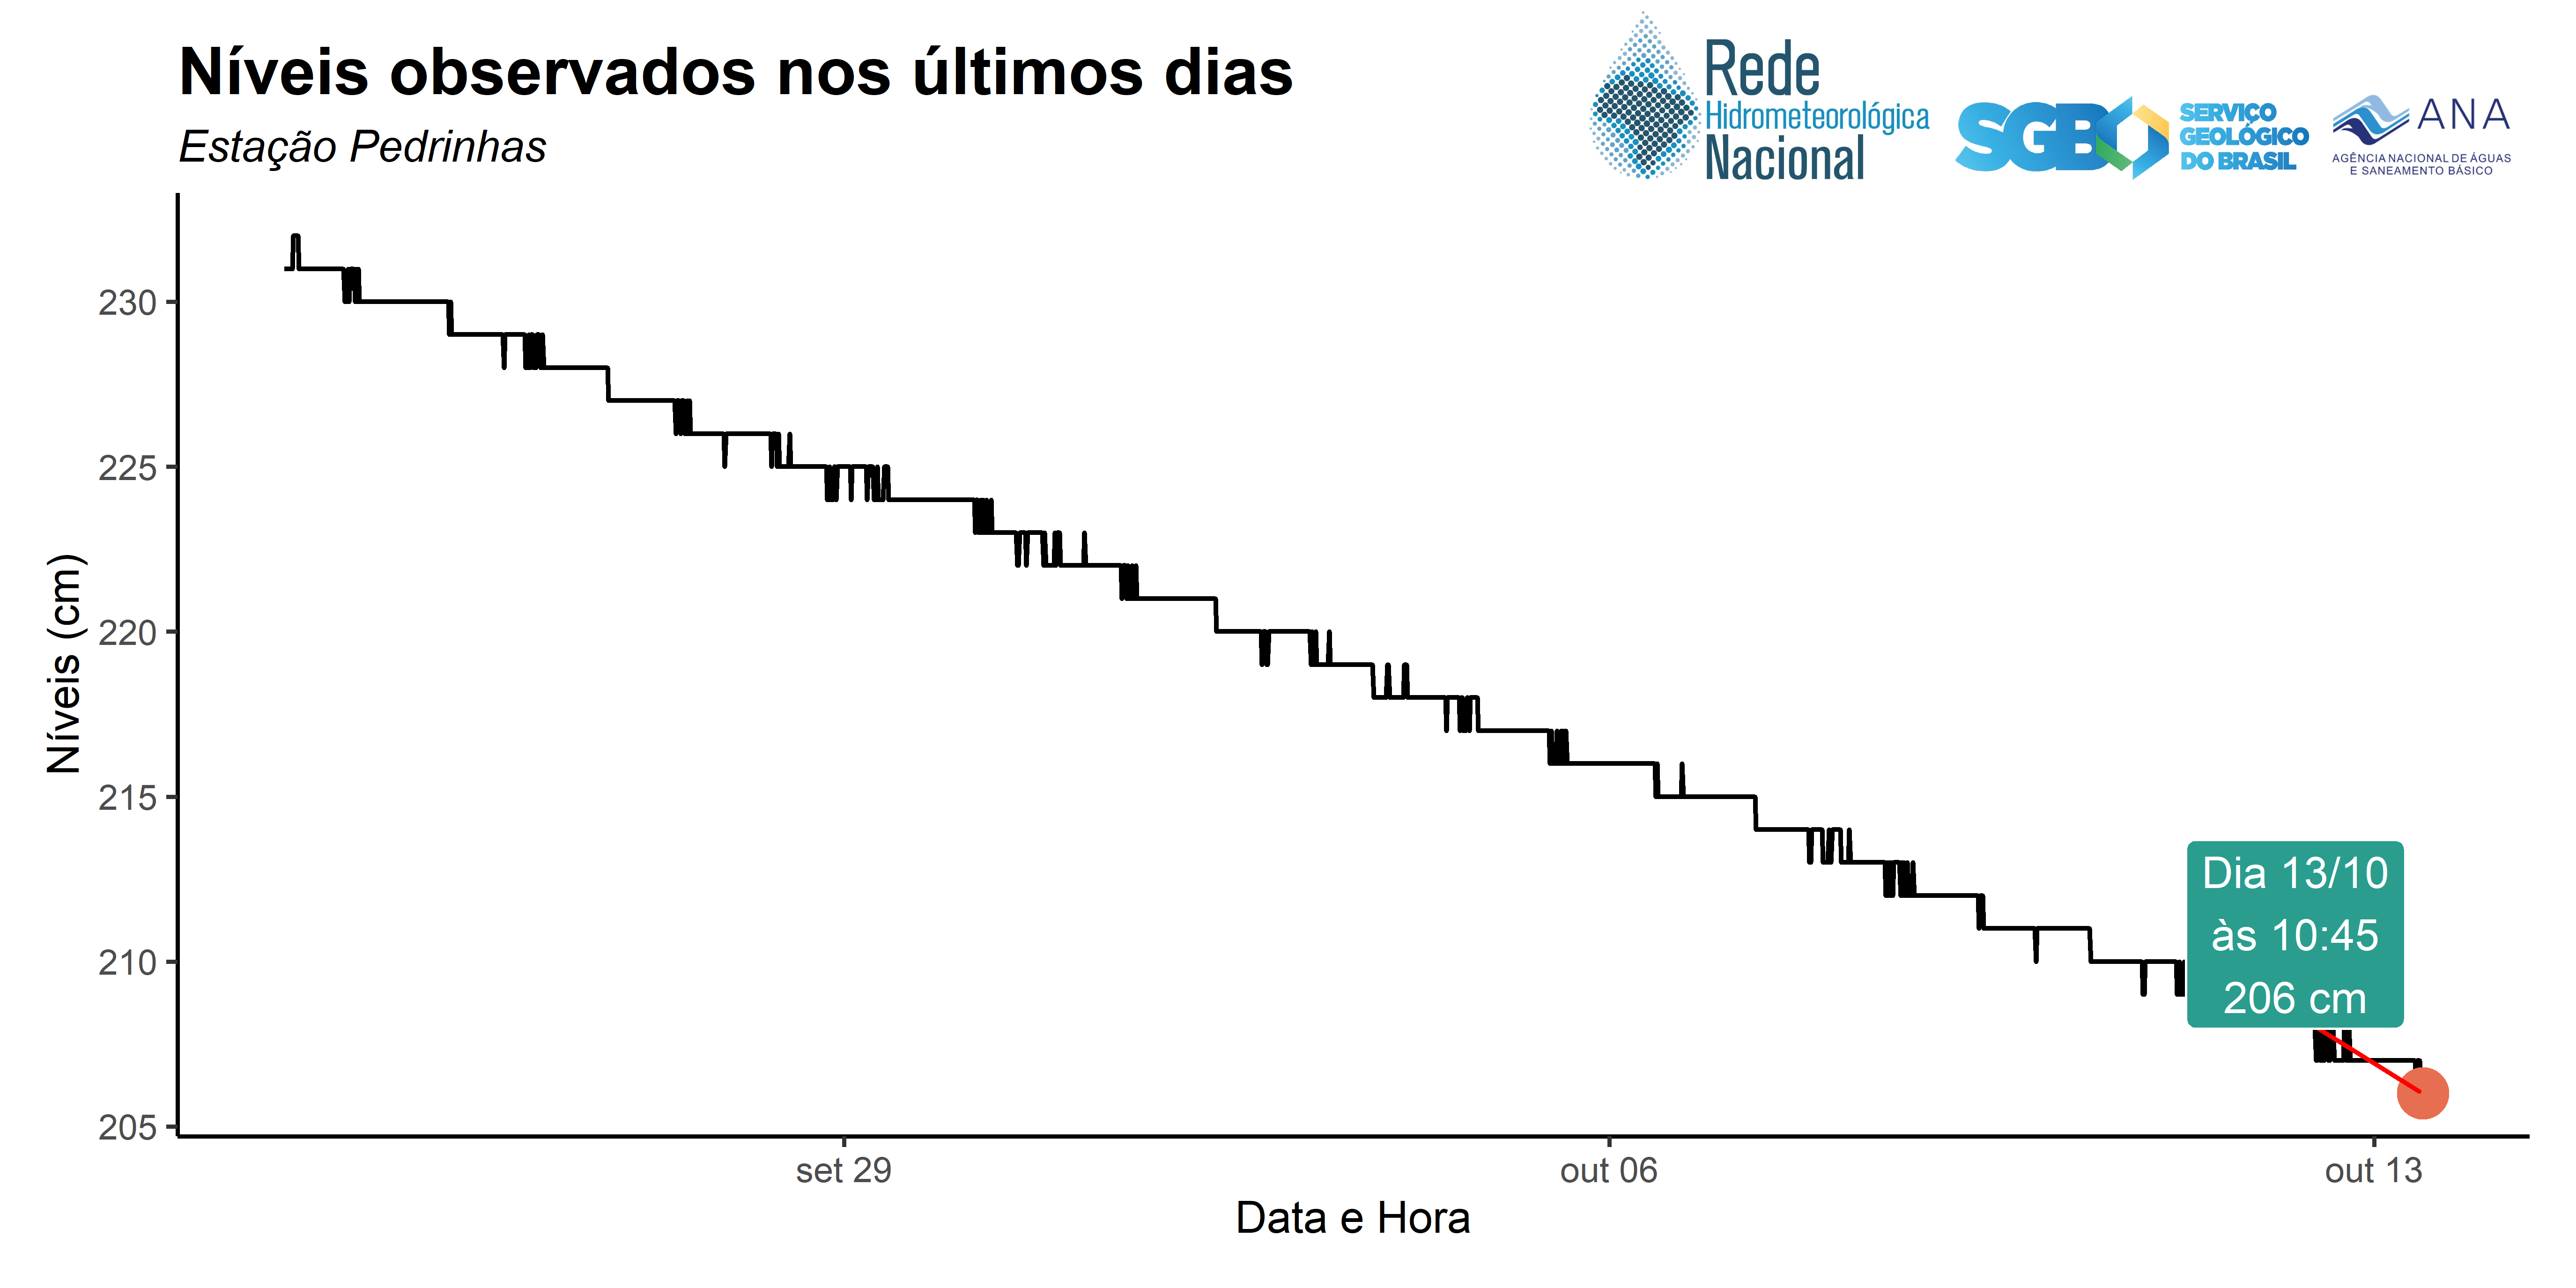 Níveis observados nos últimos dias
Estação Pedrinhas
Rede
Hidrometeorológica
Nacional
SGB
SERVIÇO
GEOLÓGICO
DO BRASIL
ANA
AGÊNCIA NACIONAL DE ÁGUAS
E SANEAMENTO BÁSICO
Níveis (cm)
230
225
220
215
210
205
Dia 13/10
às 10:45
206 cm
set 29
out 06
out 13
Data e Hora